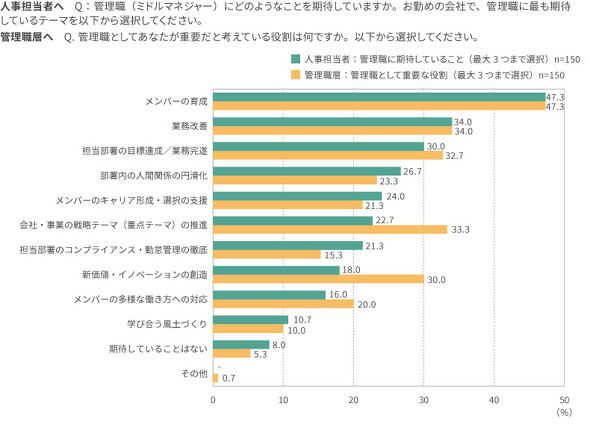 人事担当者へ　Q：管理職（ミドルマネジャー）にどのようなことを期待していますか。お勤めの会社で、管理職に最も期待
しているテーマを以下から選択してください。
管理職層へ　Q. 管理職としてあなたが重要だと考えている役割は何ですか。以下から選択してください。
人事担当者：管理職に期待していること（最大３つまで選択）n=150
管理職層：管理職として重要な役割（最大３つまで選択）n=150
メンバーの育成 47.3
47.3
業務改善 34.0
34.0
担当部署の目標達成／業務完遂 30.0
32.7
部署内の人間関係の円滑化 26.7
23.3
メンバーのキャリア形成・選択の支援 24.0
21.3
会社・事業の戦略テーマ（重点テーマ）の推進 22.7
33.3
担当部署のコンプライアンス・勤怠管理の徹底 21.3
15.3
新価値・イノベーションの創造 18.0
30.0
メンバーの多様な働き方への対応 16.0
20.0
学び合う風土づくり 10.7
10.0
期待していることはない 8.0
5.3
その他 -
0.7
0 10 20 30 40 50
（%）